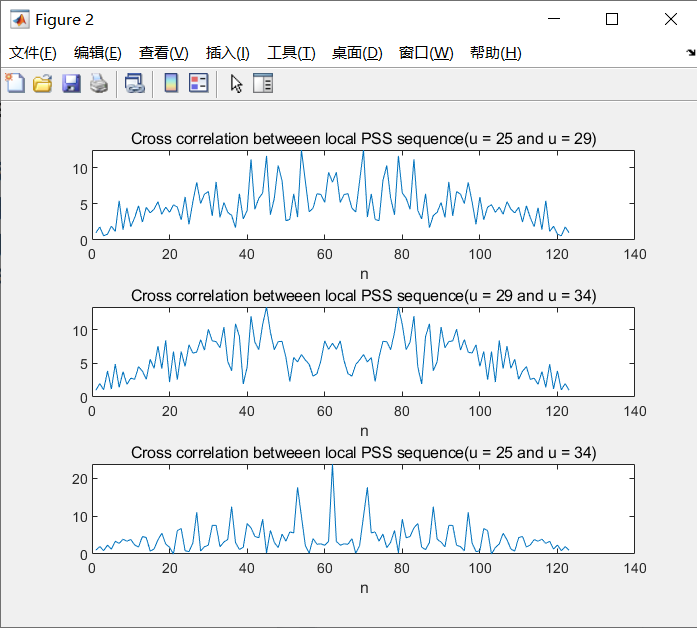 Figure 2
文件(F) 编辑(E) 查看(V) 插入(I) 工具(T) 桌面(D) 窗口(W) 帮助(H)
Cross correlation betweeen local PSS sequence(u = 25 and u = 29)
10
5
0
0 20 40 60 80 100 120 140
n
Cross correlation betweeen local PSS sequence(u = 29 and u = 34)
10
5
0
0 20 40 60 80 100 120 140
n
Cross correlation betweeen local PSS sequence(u = 25 and u = 34)
20
10
0
0 20 40 60 80 100 120 140
n